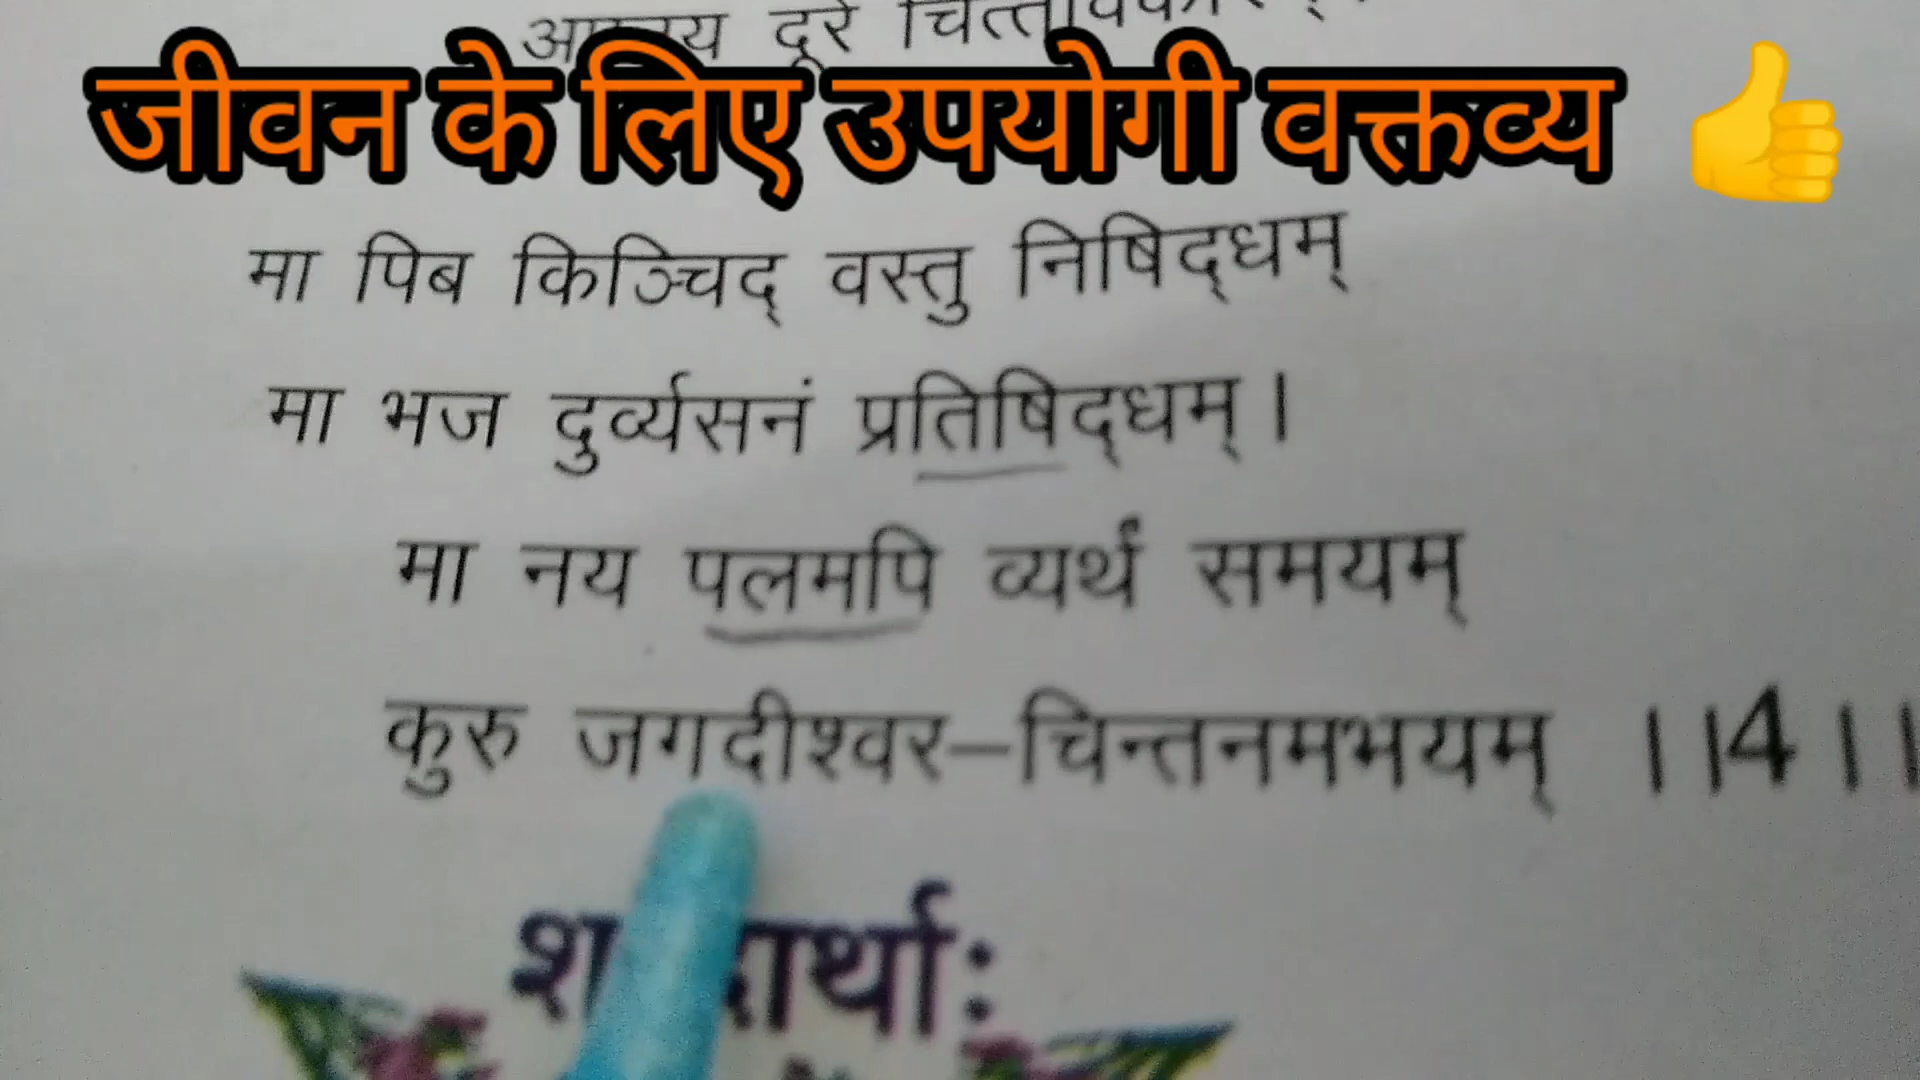 दूरे
जीवन के लिए उपयोगी वक्तव्य 👍
मा पिब किञ्चिद् वस्तु निषिद्धम्
मा भज दुर्व्यसनं प्रतिषिद्धम् ।
मा नय पलमपि व्यर्थं समयम्
कुरु जगदीश्वर–चिन्तनमभयम् ।।4।।